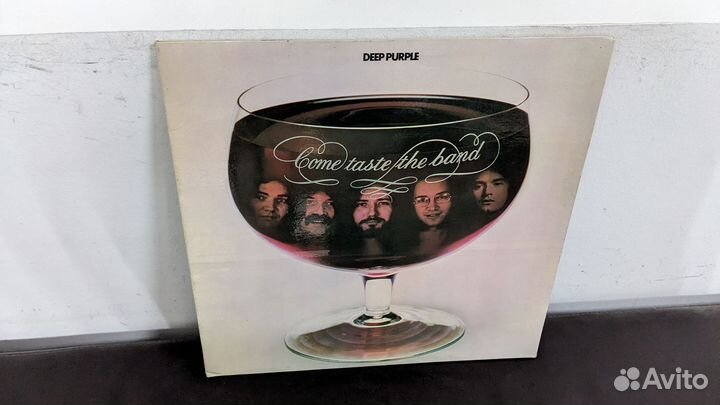 DEEP PURPLE
Come taste the band
Avito